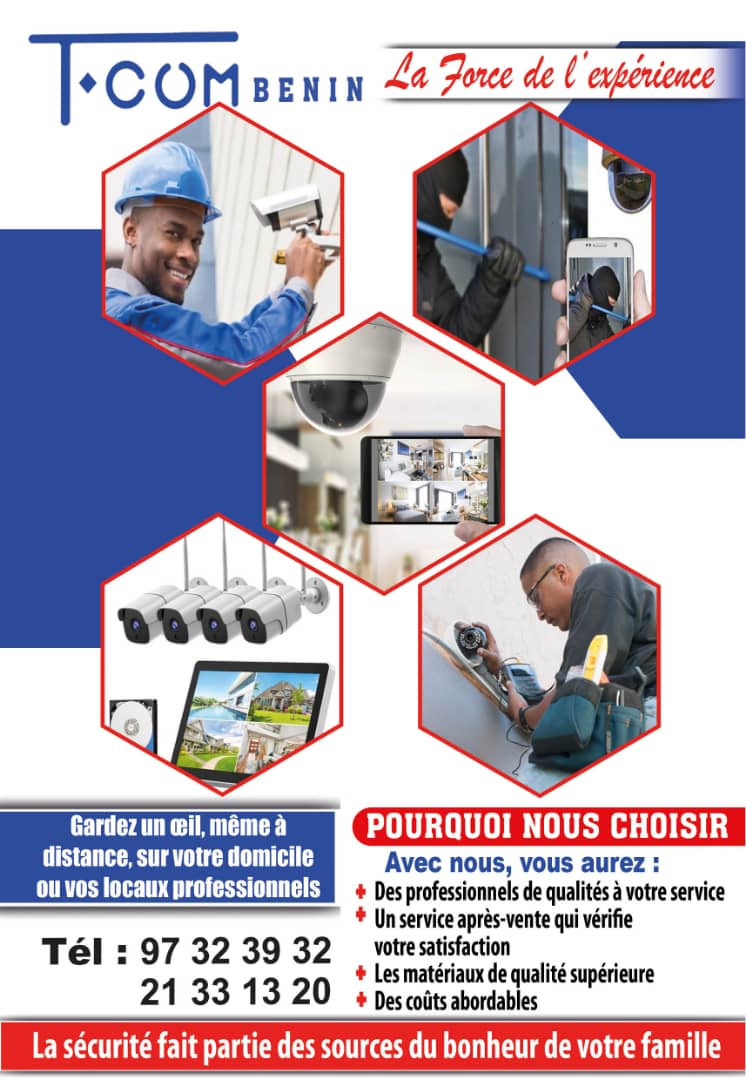 T·COM BENIN
La Force de l'expérience
Gardez un œil, même à
distance, sur votre domicile
ou vos locaux professionnels
Tél : 97 32 39 32
21 33 13 20
POURQUOI NOUS CHOISIR
Avec nous, vous aurez :
Des professionnels de qualités à votre service
Un service après-vente qui vérifie
votre satisfaction
Les matériaux de qualité supérieure
Des coûts abordables
La sécurité fait partie des sources du bonheur de votre famille